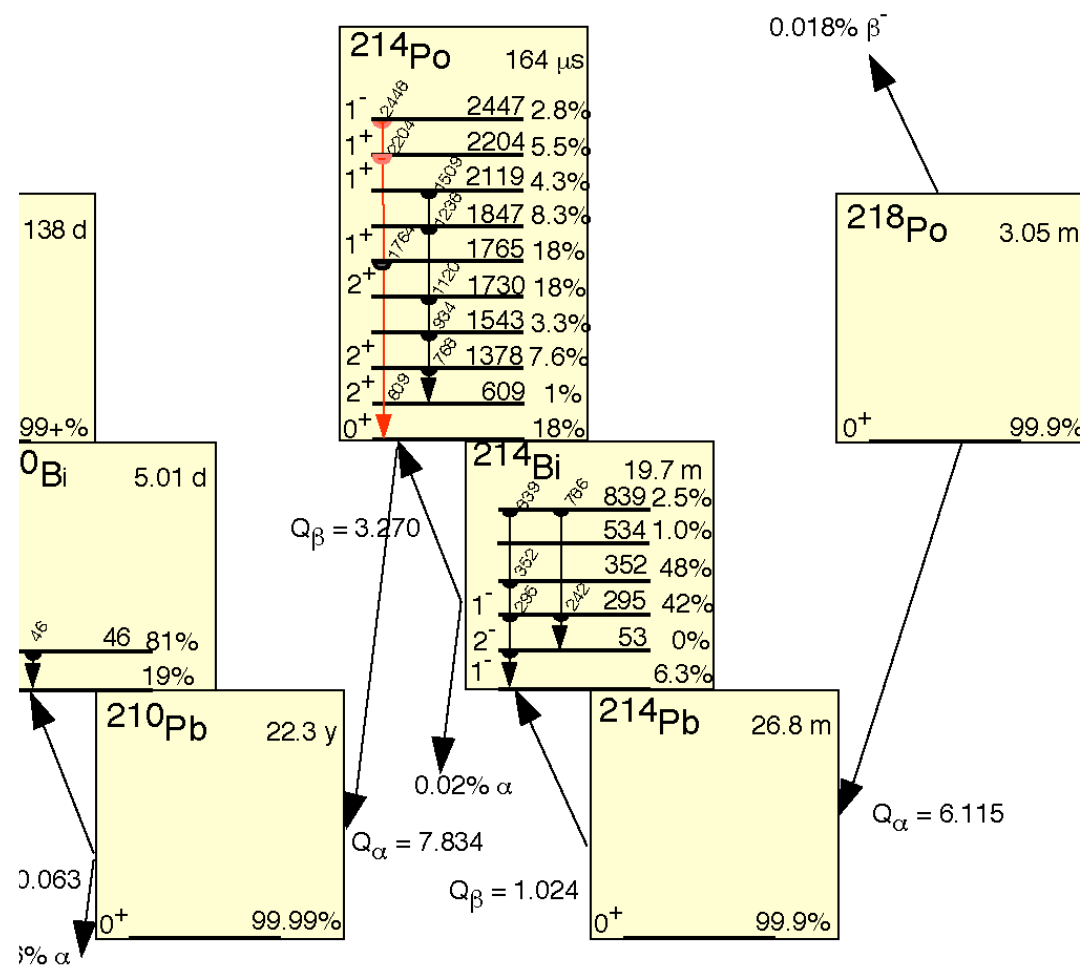 0.018% β⁻
²¹⁴Po 164 μs
1⁻ 2446 2447 2.8%
1⁺ 2204 2204 5.5%
1⁺ 1509 2119 4.3%
1236 1847 8.3%
1⁺ 1764 1765 18%
2⁺ 1120 1730 18%
934 1543 3.3%
2⁺ 768 1378 7.6%
2⁺ 609 609 1%
0⁺ 18%
²¹⁸Po 3.05 m
0⁺ 99.9%
138 d
99+%
0Bi 5.01 d
46 46 81%
19%
²¹⁴Bi 19.7 m
839 786 839 2.5%
534 1.0%
352 352 48%
1⁻ 295 242 295 42%
2⁻ 53 0%
1⁻ 6.3%
Qβ = 3.270
²¹⁰Pb 22.3 y
0⁺ 99.99%
0.02% α
Qα = 7.834
Qβ = 1.024
²¹⁴Pb 26.8 m
0⁺ 99.9%
Qα = 6.115
0.063
% α